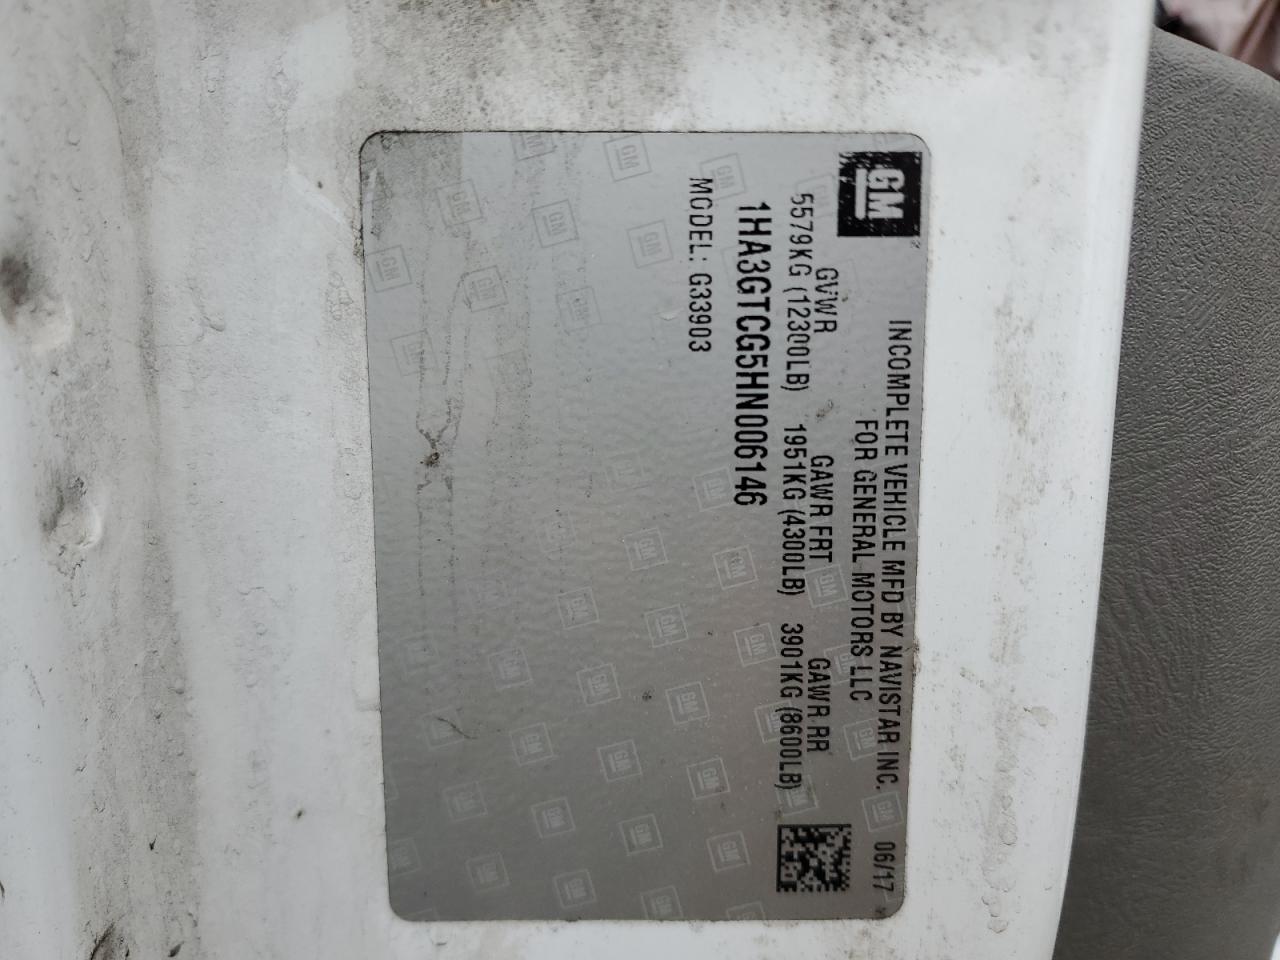 GM
INCOMPLETE VEHICLE MFD BY NAVISTAR INC. 06/17
FOR GENERAL MOTORS LLC
GVWR GAWR FRT GAWR RR
5579KG (12300LB) 1951KG (4300LB) 3901KG (8600LB)
1HA3GTCG5HN006146
MODEL: G33903